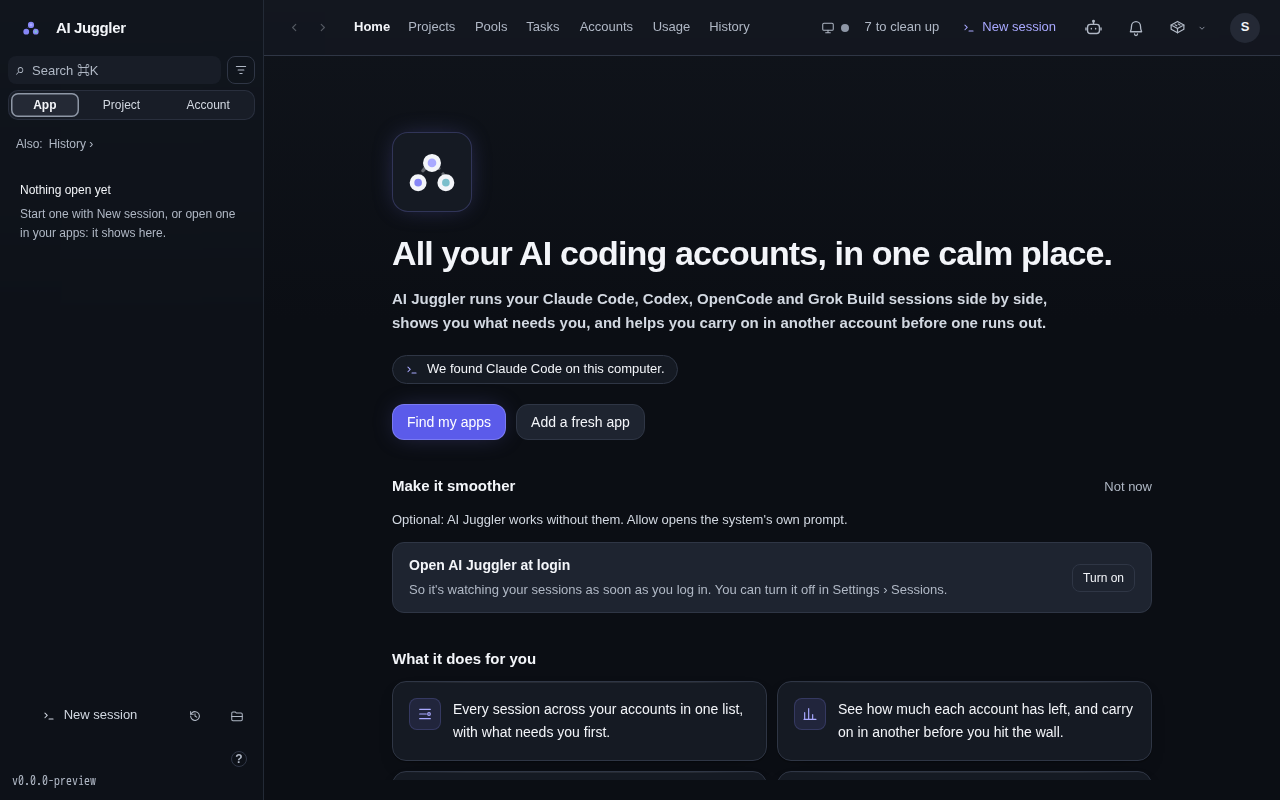 AI Juggler
Search ⌘K
App Project Account
Also: History ›
Nothing open yet
Start one with New session, or open one
in your apps: it shows here.
New session
?
v0.0.0-preview
Home Projects Pools Tasks Accounts Usage History
7 to clean up
New session
S
All your AI coding accounts, in one calm place.
AI Juggler runs your Claude Code, Codex, OpenCode and Grok Build sessions side by side,
shows you what needs you, and helps you carry on in another account before one runs out.
We found Claude Code on this computer.
Find my apps Add a fresh app
Make it smoother
Not now
Optional: AI Juggler works without them. Allow opens the system's own prompt.
Open AI Juggler at login
So it's watching your sessions as soon as you log in. You can turn it off in Settings › Sessions.
Turn on
What it does for you
Every session across your accounts in one list,
with what needs you first.
See how much each account has left, and carry
on in another before you hit the wall.